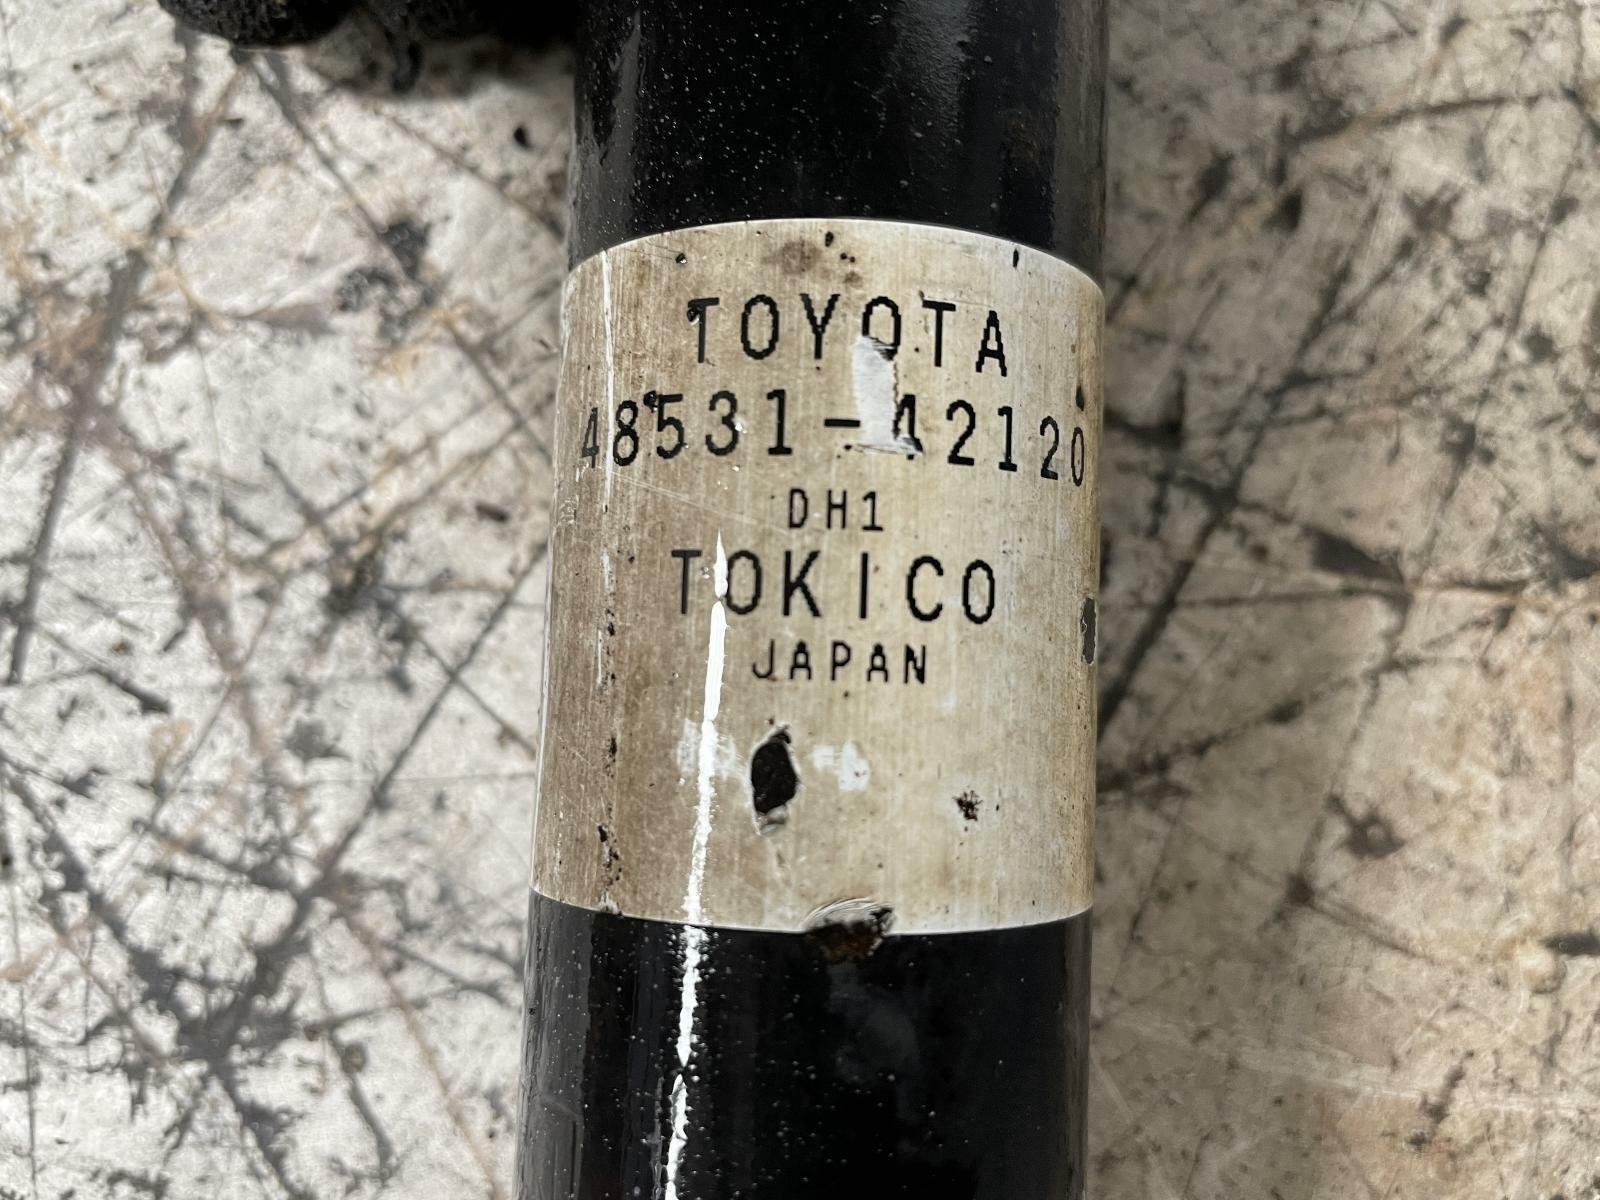 TOYOTA
48531-42120
DH1
TOKICO
JAPAN